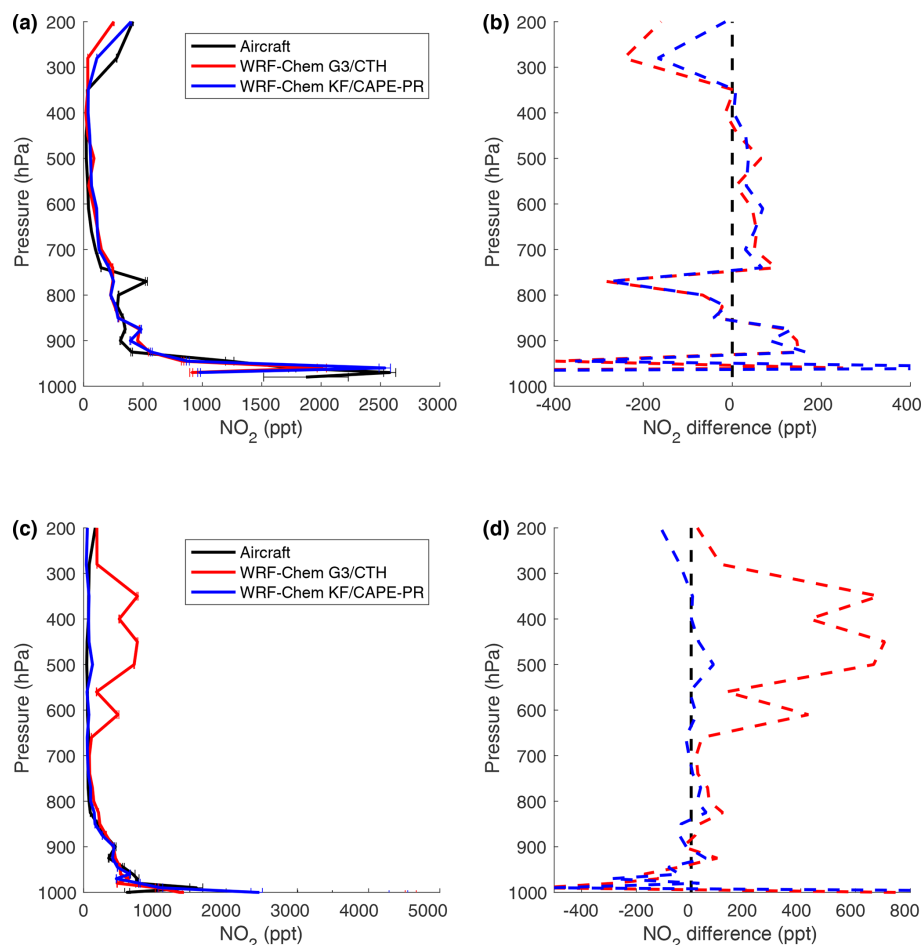 (a)
200
300
400
500
600
700
800
900
1000
Pressure (hPa)
Aircraft
WRF-Chem G3/CTH
WRF-Chem KF/CAPE-PR
0 500 1000 1500 2000 2500 3000
NO2 (ppt)
(b)
200
300
400
500
600
700
800
900
1000
Pressure (hPa)
-400 -200 0 200 400
NO2 difference (ppt)
(c)
200
300
400
500
600
700
800
900
1000
Pressure (hPa)
Aircraft
WRF-Chem G3/CTH
WRF-Chem KF/CAPE-PR
0 1000 2000 3000 4000 5000
NO2 (ppt)
(d)
200
300
400
500
600
700
800
900
1000
Pressure (hPa)
-400 -200 0 200 400 600 800
NO2 difference (ppt)